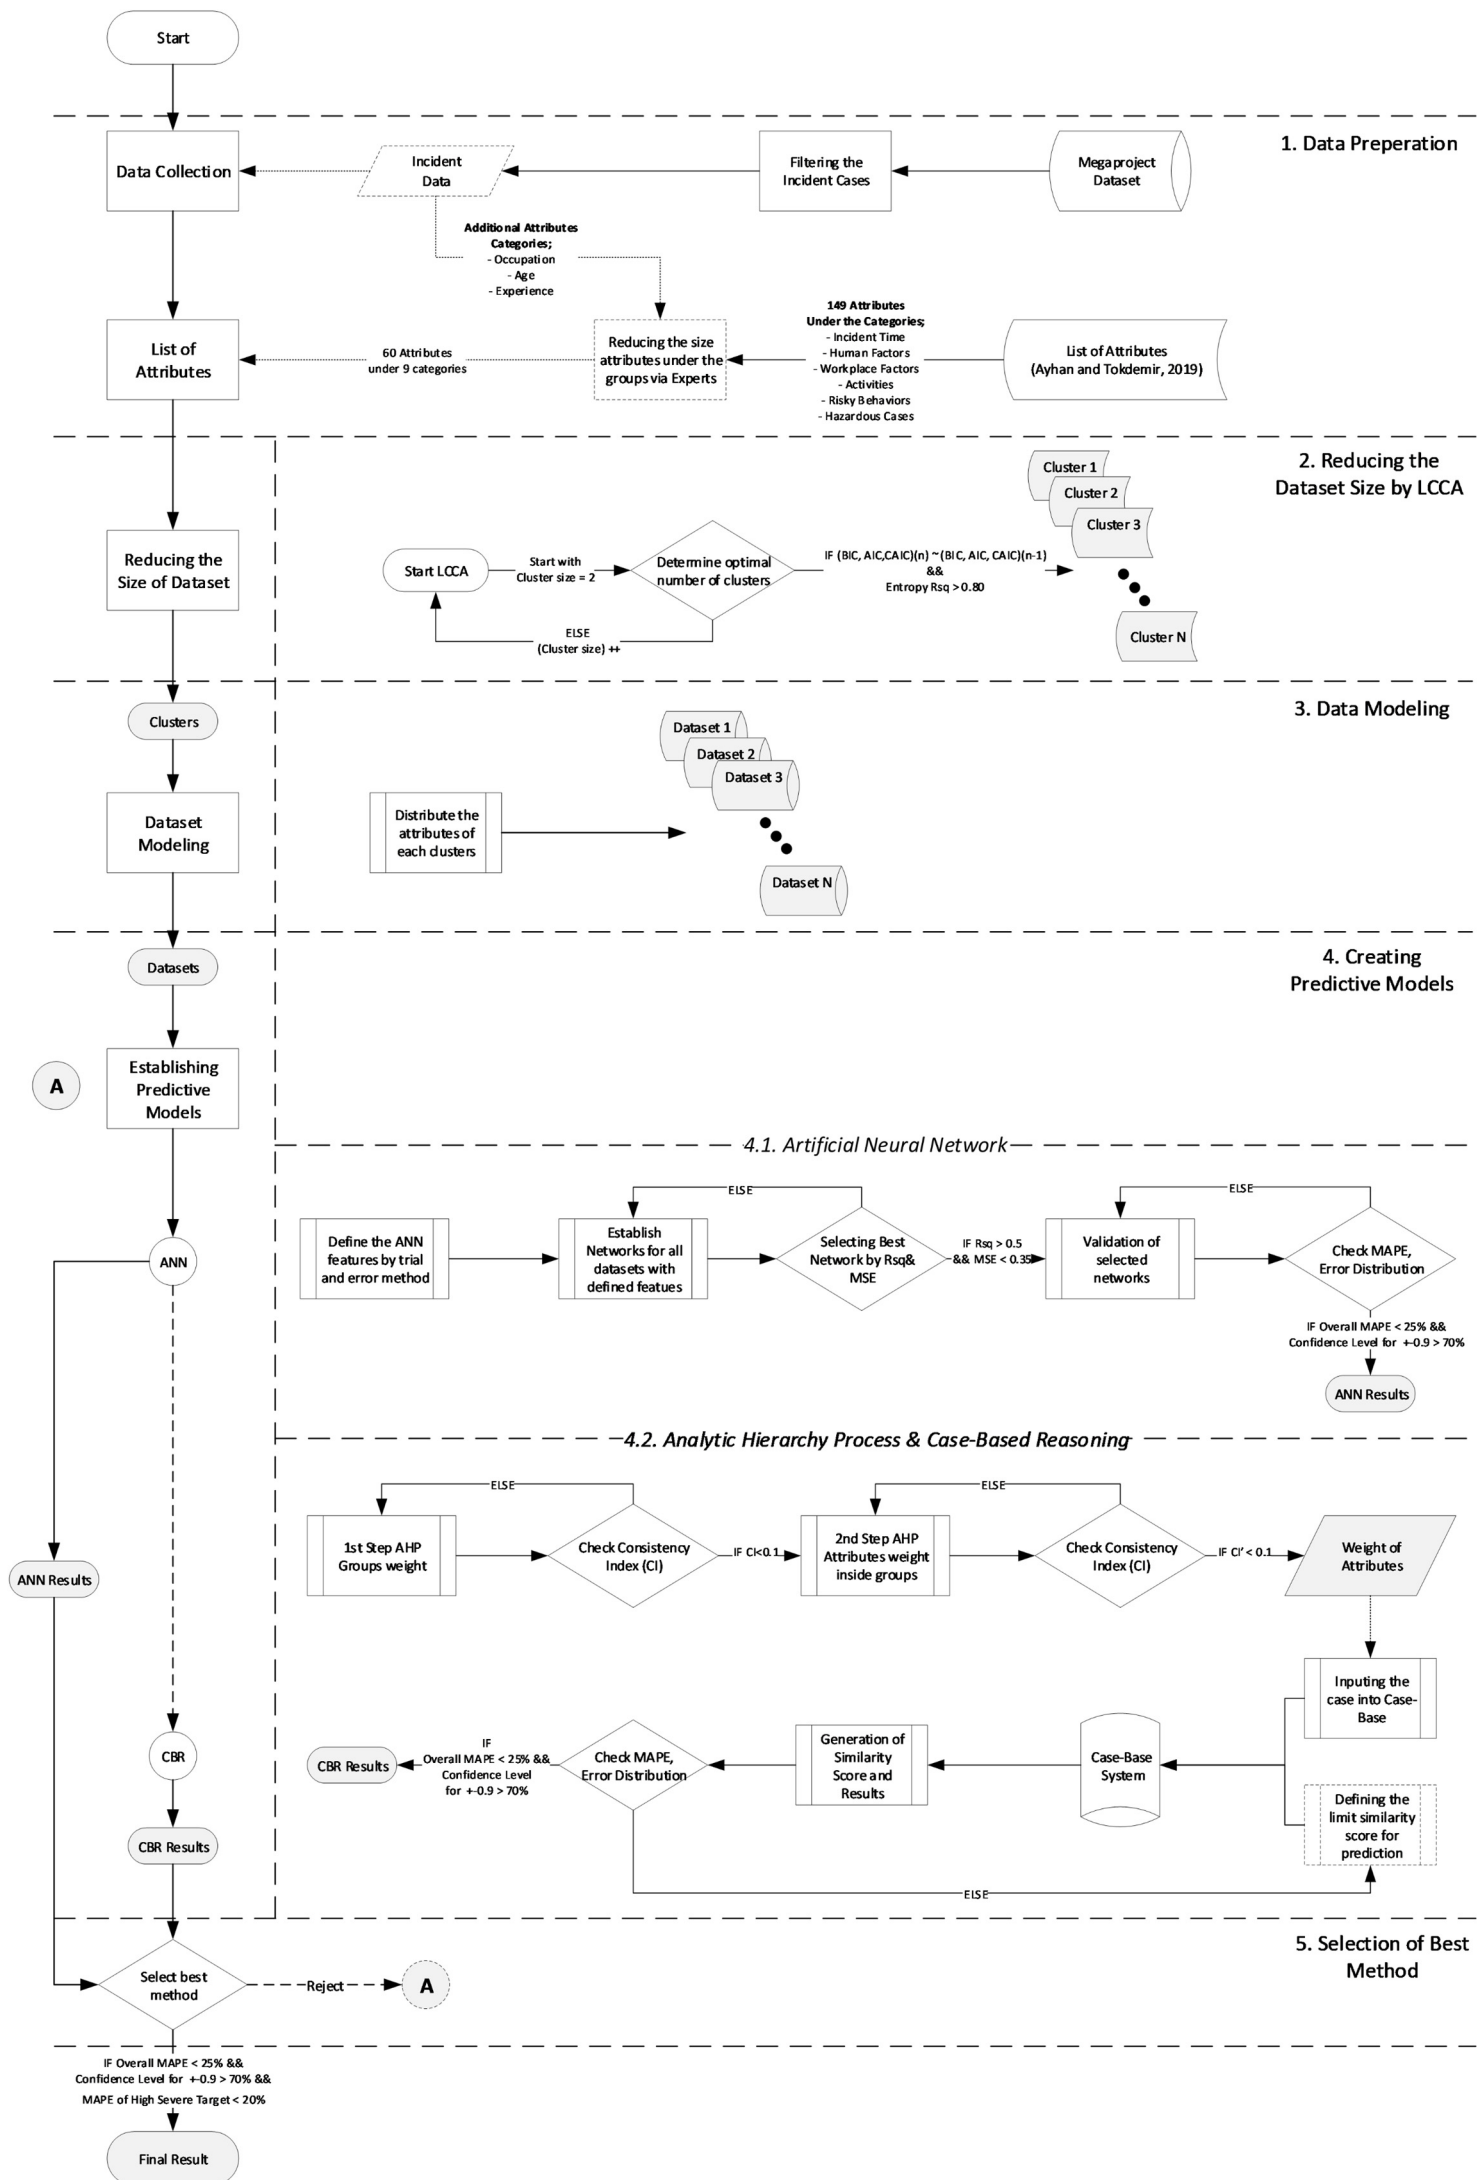 Start
1. Data Preperation
Data Collection
Incident
Data
Filtering the
Incident Cases
Megaproject
Dataset
Additional Attributes
Categories;
- Occupation
- Age
- Experience
List of
Attributes
60 Attributes
under 9 categories
Reducing the size
attributes under the
groups via Experts
149 Attributes
Under the Categories;
- Incident Time
- Human Factors
- Workplace Factors
- Activities
- Risky Behaviors
- Hazardous Cases
List of Attributes
(Ayhan and Tokdemir, 2019)
2. Reducing the
Dataset Size by LCCA
Reducing the
Size of Dataset
Start LCCA
Start with
Cluster size = 2
Determine optimal
number of clusters
IF (BIC, AIC,CAIC)(n) ~ (BIC, AIC, CAIC)(n-1)
&&
Entropy Rsq > 0.80
ELSE
(Cluster size) ++
Cluster 1
Cluster 2
Cluster 3
Cluster N
3. Data Modeling
Clusters
Dataset
Modeling
Distribute the
attributes of
each clusters
Dataset 1
Dataset 2
Dataset 3
Dataset N
4. Creating
Predictive Models
Datasets
A
Establishing
Predictive
Models
4.1. Artificial Neural Network
ANN
Define the ANN
features by trial
and error method
ELSE
Establish
Networks for all
datasets with
defined featues
Selecting Best
Network by Rsq&
MSE
IF Rsq > 0.5
&& MSE < 0.35
ELSE
Validation of
selected
networks
Check MAPE,
Error Distribution
IF Overall MAPE < 25% &&
Confidence Level for +-0.9 > 70%
ANN Results
4.2. Analytic Hierarchy Process & Case-Based Reasoning
ANN Results
ELSE
1st Step AHP
Groups weight
Check Consistency
Index (CI)
IF CI<0.1
ELSE
2nd Step AHP
Attributes weight
inside groups
Check Consistency
Index (CI)
IF CI' < 0.1
Weight of
Attributes
Inputing the
case into Case-
Base
CBR
CBR Results
IF
Overall MAPE < 25% &&
Confidence Level
for +-0.9 > 70%
Check MAPE,
Error Distribution
Generation of
Similarity
Score and
Results
Case-Base
System
Defining the
limit similarity
score for
prediction
ELSE
CBR Results
5. Selection of Best
Method
Select best
method
Reject
A
IF Overall MAPE < 25% &&
Confidence Level for +-0.9 > 70% &&
MAPE of High Severe Target < 20%
Final Result